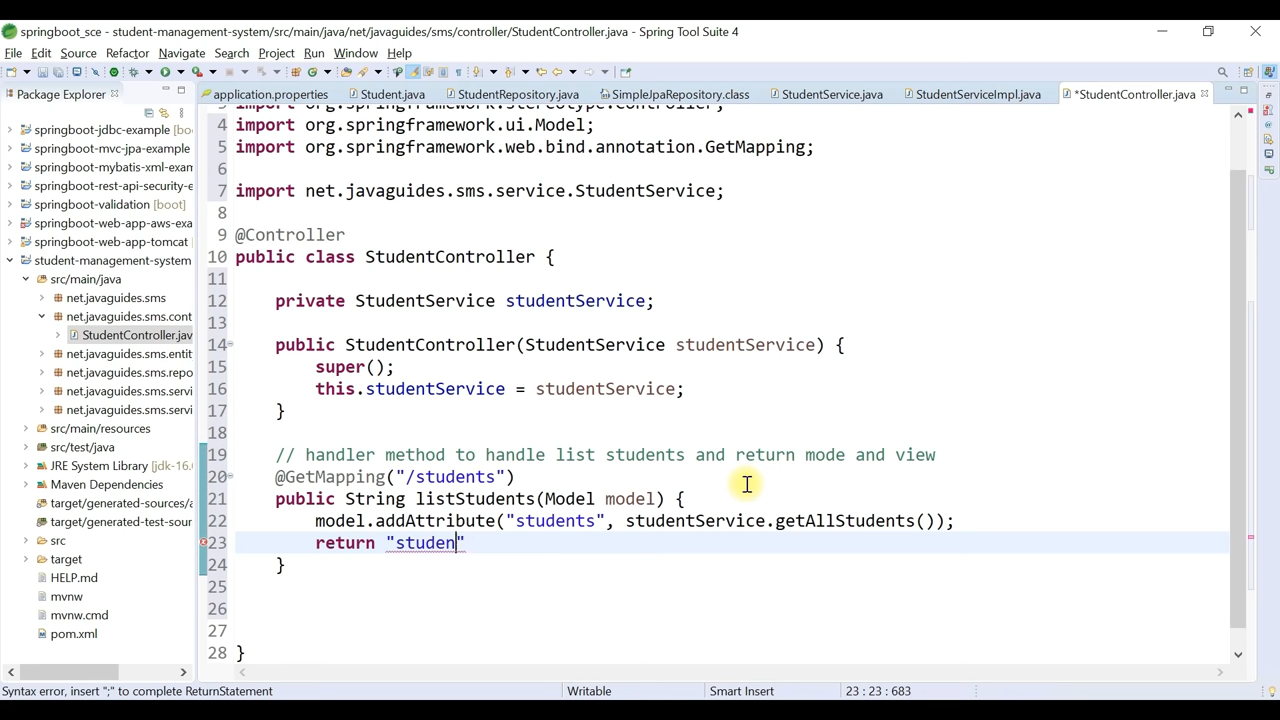 springboot_sce - student-management-system/src/main/java/net/javaguides/sms/controller/StudentController.java - Spring Tool Suite 4
File Edit Source Refactor Navigate Search Project Run Window Help
Package Explorer
application.properties Student.java StudentRepository.java SimpleJpaRepository.class StudentService.java StudentServiceImpl.java *StudentController.java
springboot-jdbc-example [boo
springboot-mvc-jpa-example
springboot-mybatis-xml-exam
springboot-rest-api-security-e
springboot-validation [boot]
springboot-web-app-aws-exa
springboot-web-app-tomcat
student-management-system
src/main/java
net.javaguides.sms
net.javaguides.sms.cont
StudentController.jav
net.javaguides.sms.entit
net.javaguides.sms.repo
net.javaguides.sms.servi
net.javaguides.sms.servi
src/main/resources
src/test/java
JRE System Library [jdk-16.
Maven Dependencies
target/generated-sources/a
target/generated-test-sour
src
target
HELP.md
mvnw
mvnw.cmd
pom.xml
3 import org.springframework.stereotype.Controller;
4 import org.springframework.ui.Model;
5 import org.springframework.web.bind.annotation.GetMapping;
6
7 import net.javaguides.sms.service.StudentService;
8
9 @Controller
10 public class StudentController {
11
12 private StudentService studentService;
13
14 public StudentController(StudentService studentService) {
15 super();
16 this.studentService = studentService;
17 }
18
19 // handler method to handle list students and return mode and view
20 @GetMapping("/students")
21 public String listStudents(Model model) {
22 model.addAttribute("students", studentService.getAllStudents());
23 return "studen"
24 }
25
26
27
28 }
Syntax error, insert ";" to complete ReturnStatement Writable Smart Insert 23 : 23 : 683